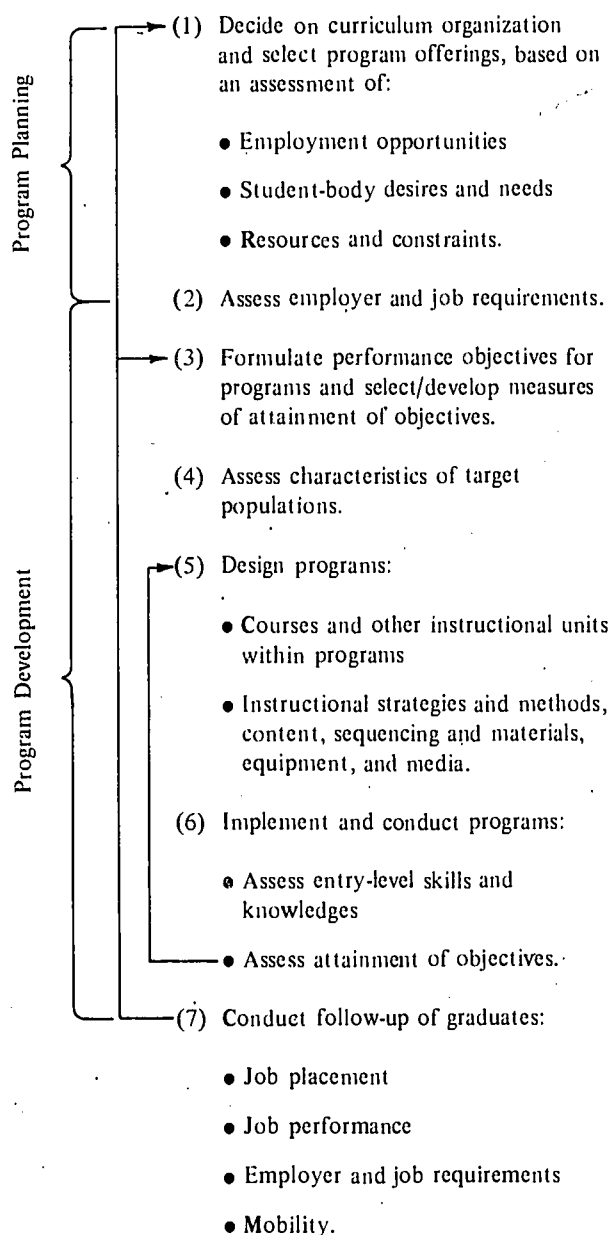 Program Planning
Program Development
(1) Decide on curriculum organization
and select program offerings, based on
an assessment of:
• Employment opportunities
• Student-body desires and needs
• Resources and constraints.
(2) Assess employer and job requirements.
(3) Formulate performance objectives for
programs and select/develop measures
of attainment of objectives.
(4) Assess characteristics of target
populations.
(5) Design programs:
• Courses and other instructional units
within programs
• Instructional strategies and methods,
content, sequencing and materials,
equipment, and media.
(6) Implement and conduct programs:
• Assess entry-level skills and
knowledges
• Assess attainment of objectives.
(7) Conduct follow-up of graduates:
• Job placement
• Job performance
• Employer and job requirements
• Mobility.